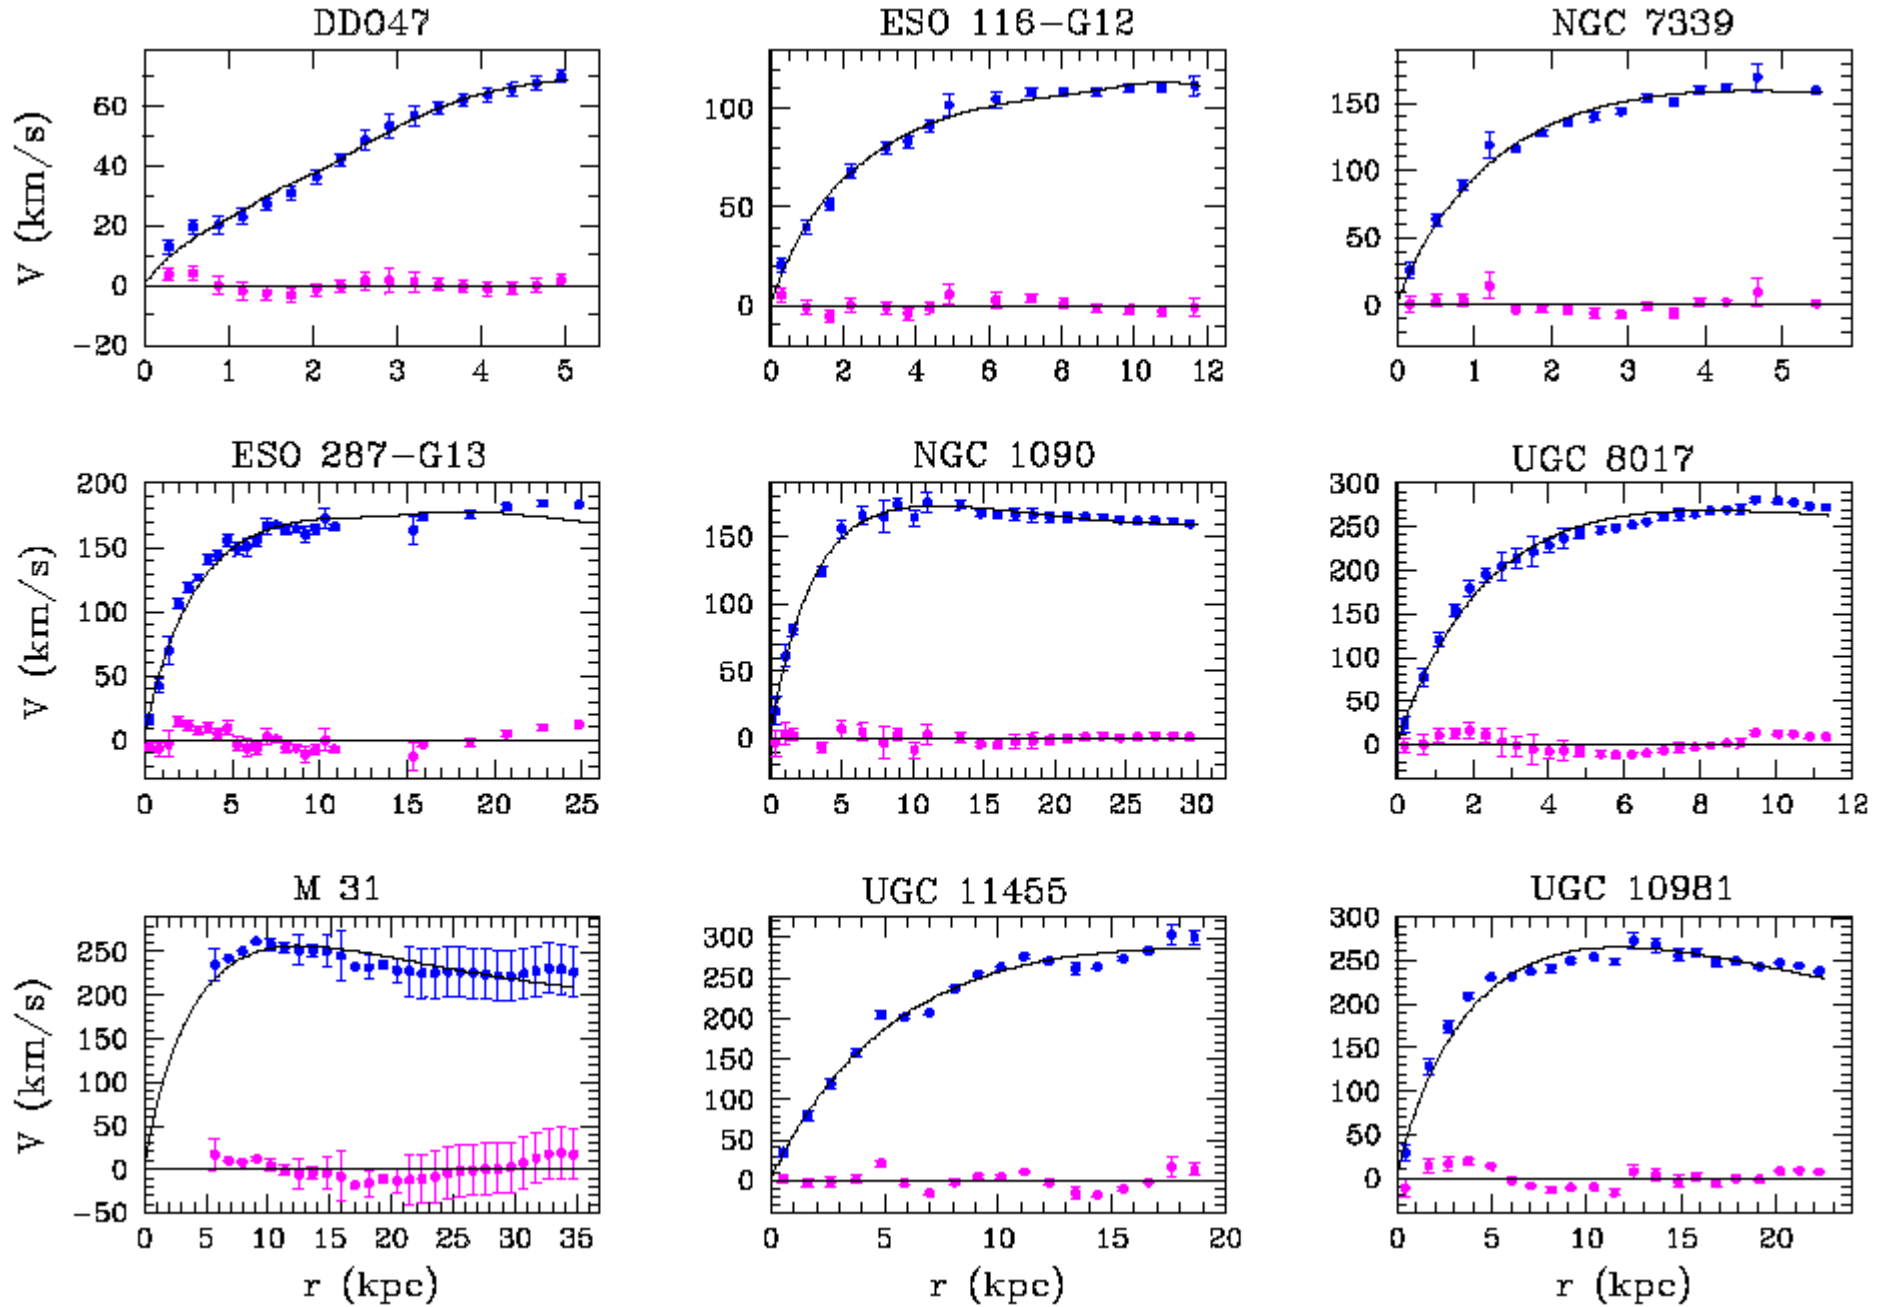 DDO47
ESO 116-G12
NGC 7339
V (km/s)
60
40
20
0
-20
0 1 2 3 4 5
100
50
0
0 2 4 6 8 10 12
150
100
50
0
0 1 2 3 4 5
ESO 287-G13
NGC 1090
UGC 8017
V (km/s)
200
150
100
50
0
0 5 10 15 20 25
150
100
50
0
0 5 10 15 20 25 30
300
250
200
150
100
50
0
0 2 4 6 8 10 12
M 31
UGC 11455
UGC 10981
V (km/s)
250
200
150
100
50
0
-50
0 5 10 15 20 25 30 35
300
250
200
150
100
50
0
0 5 10 15 20
300
250
200
150
100
50
0
0 5 10 15 20
r (kpc)
r (kpc)
r (kpc)